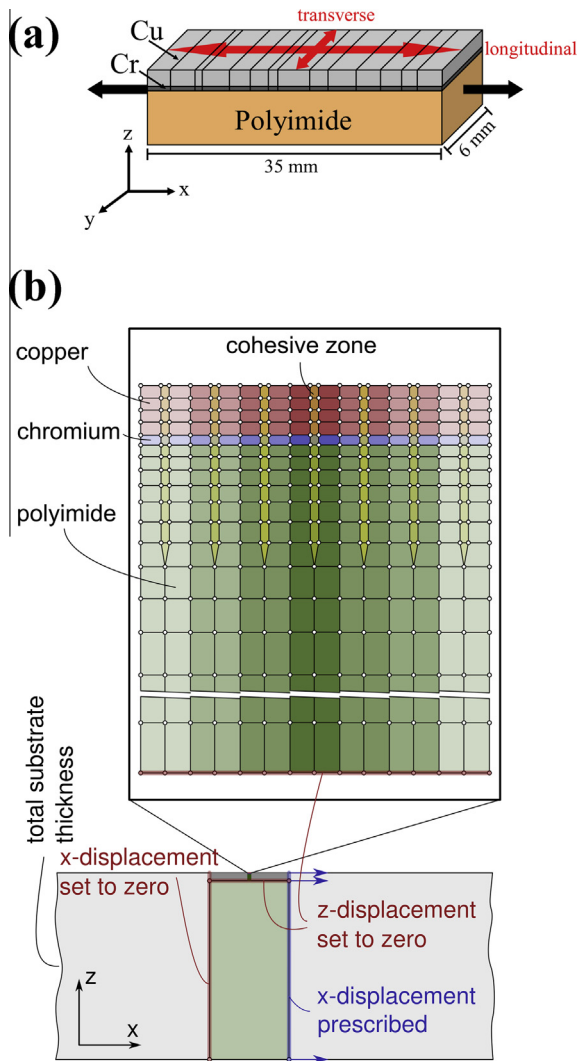 (a)
transverse
Cu
longitudinal
Cr
Polyimide
35 mm
6 mm
z
x
y
(b)
cohesive zone
copper
chromium
polyimide
total substrate
thickness
x-displacement
set to zero
z-displacement
set to zero
x-displacement
prescribed
z
x